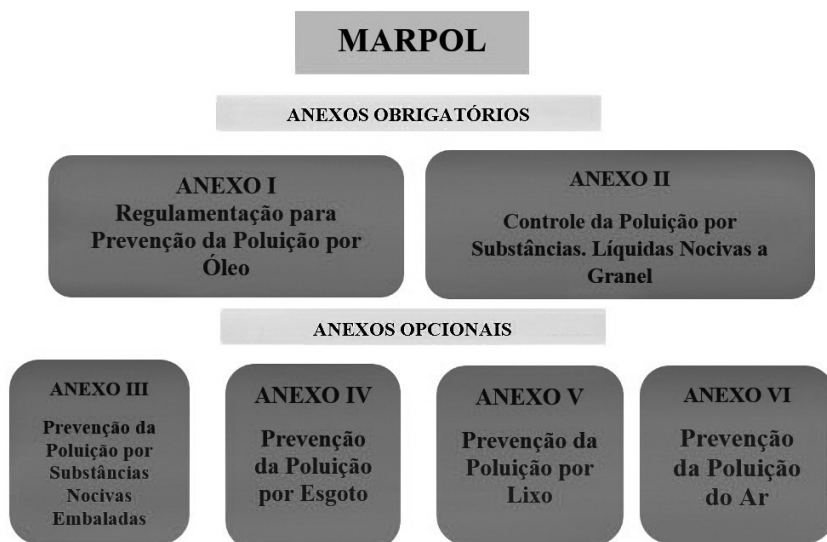 MARPOL
ANEXOS OBRIGATÓRIOS
ANEXO I
Regulamentação para
Prevenção da Poluição por
Óleo
ANEXO II
Controle da Poluição por
Substâncias. Líquidas Nocivas a
Granel
ANEXOS OPCIONAIS
ANEXO III
Prevenção da
Poluição por
Substâncias
Nocivas
Embaladas
ANEXO IV
Prevenção
da Poluição
por Esgoto
ANEXO V
Prevenção da
Poluição por
Lixo
ANEXO VI
Prevenção
da Poluição
do Ar